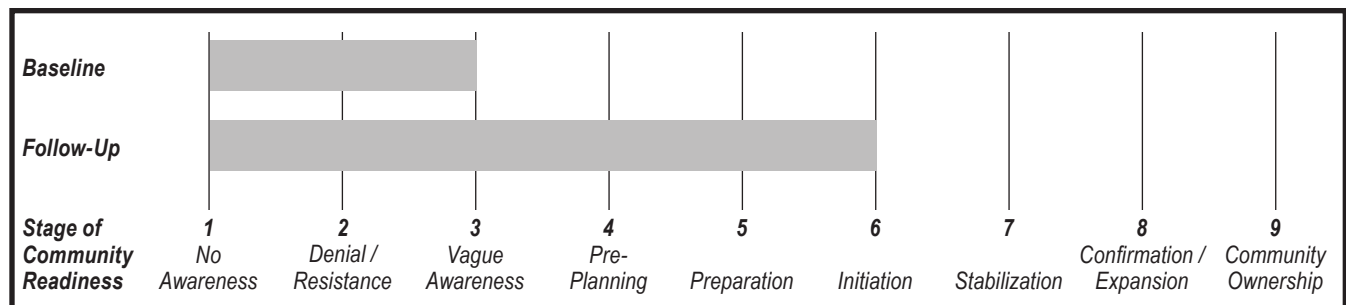 Baseline
Follow-Up
Stage of Community Readiness
1 No Awareness
2 Denial / Resistance
3 Vague Awareness
4 Pre-Planning
5 Preparation
6 Initiation
7 Stabilization
8 Confirmation / Expansion
9 Community Ownership